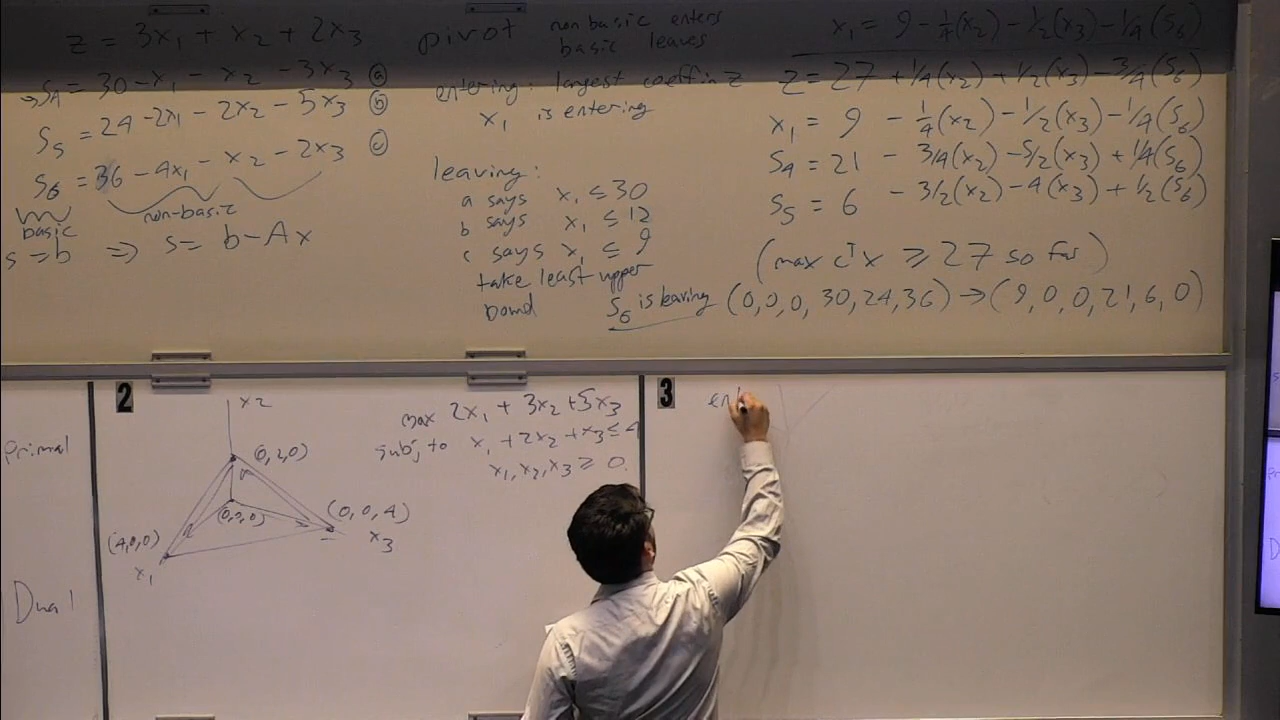 z = 3x₁ + x₂ + 2x₃
→S₄ = 30 - x₁ - x₂ - 3x₃ ⓐ
S₅ = 24 - 2x₁ - 2x₂ - 5x₃ ⓑ
S₆ = 36 - 4x₁ - x₂ - 2x₃ ⓒ
basic
non-basic
s = b ⇒ s = b - Ax
pivot
non basic enters
basic leaves
entering: largest coeff in z
x₁ is entering
leaving:
a says x₁ ≤ 30
b says x₁ ≤ 12
c says x₁ ≤ 9
take least upper
bound
S₆ is leaving
x₁ = 9 - 1/4(x₂) - 1/2(x₃) - 1/4(S₆)
z = 27 + 1/4(x₂) + 1/2(x₃) - 3/4(S₆)
x₁ = 9 - 1/4(x₂) - 1/2(x₃) - 1/4(S₆)
S₄ = 21 - 3/4(x₂) - 5/2(x₃) + 1/4(S₆)
S₅ = 6 - 3/2(x₂) - 4(x₃) + 1/2(S₆)
(max cᵀx ≥ 27 so far)
(0,0,0,30,24,36) → (9,0,0,21,6,0)
Primal
Dual
2
x₂
(0,2,0)
(0,0,0)
(0,0,4)
x₃
(4,0,0)
x₁
max 2x₁ + 3x₂ + 5x₃
subj to x₁ + 2x₂ + x₃ ≤ 4
x₁, x₂, x₃ ≥ 0.
3